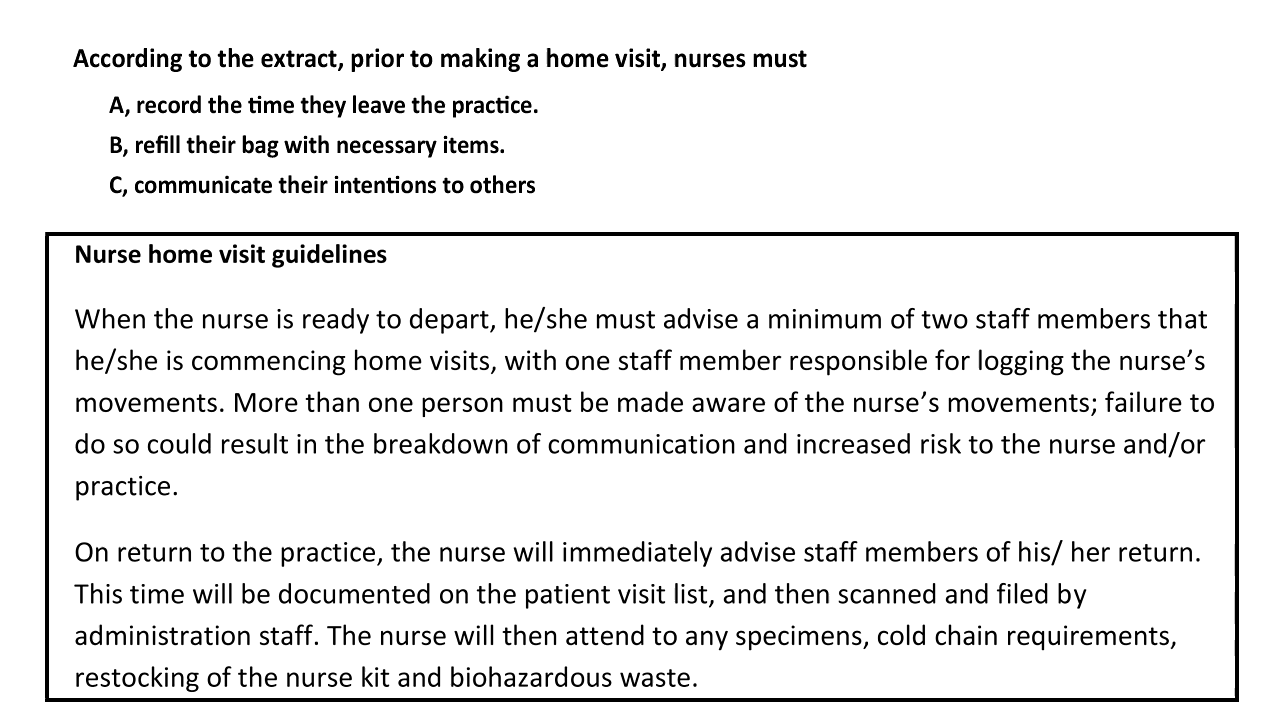 According to the extract, prior to making a home visit, nurses must
A, record the time they leave the practice.
B, refill their bag with necessary items.
C, communicate their intentions to others
Nurse home visit guidelines
When the nurse is ready to depart, he/she must advise a minimum of two staff members that
he/she is commencing home visits, with one staff member responsible for logging the nurse’s
movements. More than one person must be made aware of the nurse’s movements; failure to
do so could result in the breakdown of communication and increased risk to the nurse and/or
practice.
On return to the practice, the nurse will immediately advise staff members of his/ her return.
This time will be documented on the patient visit list, and then scanned and filed by
administration staff. The nurse will then attend to any specimens, cold chain requirements,
restocking of the nurse kit and biohazardous waste.